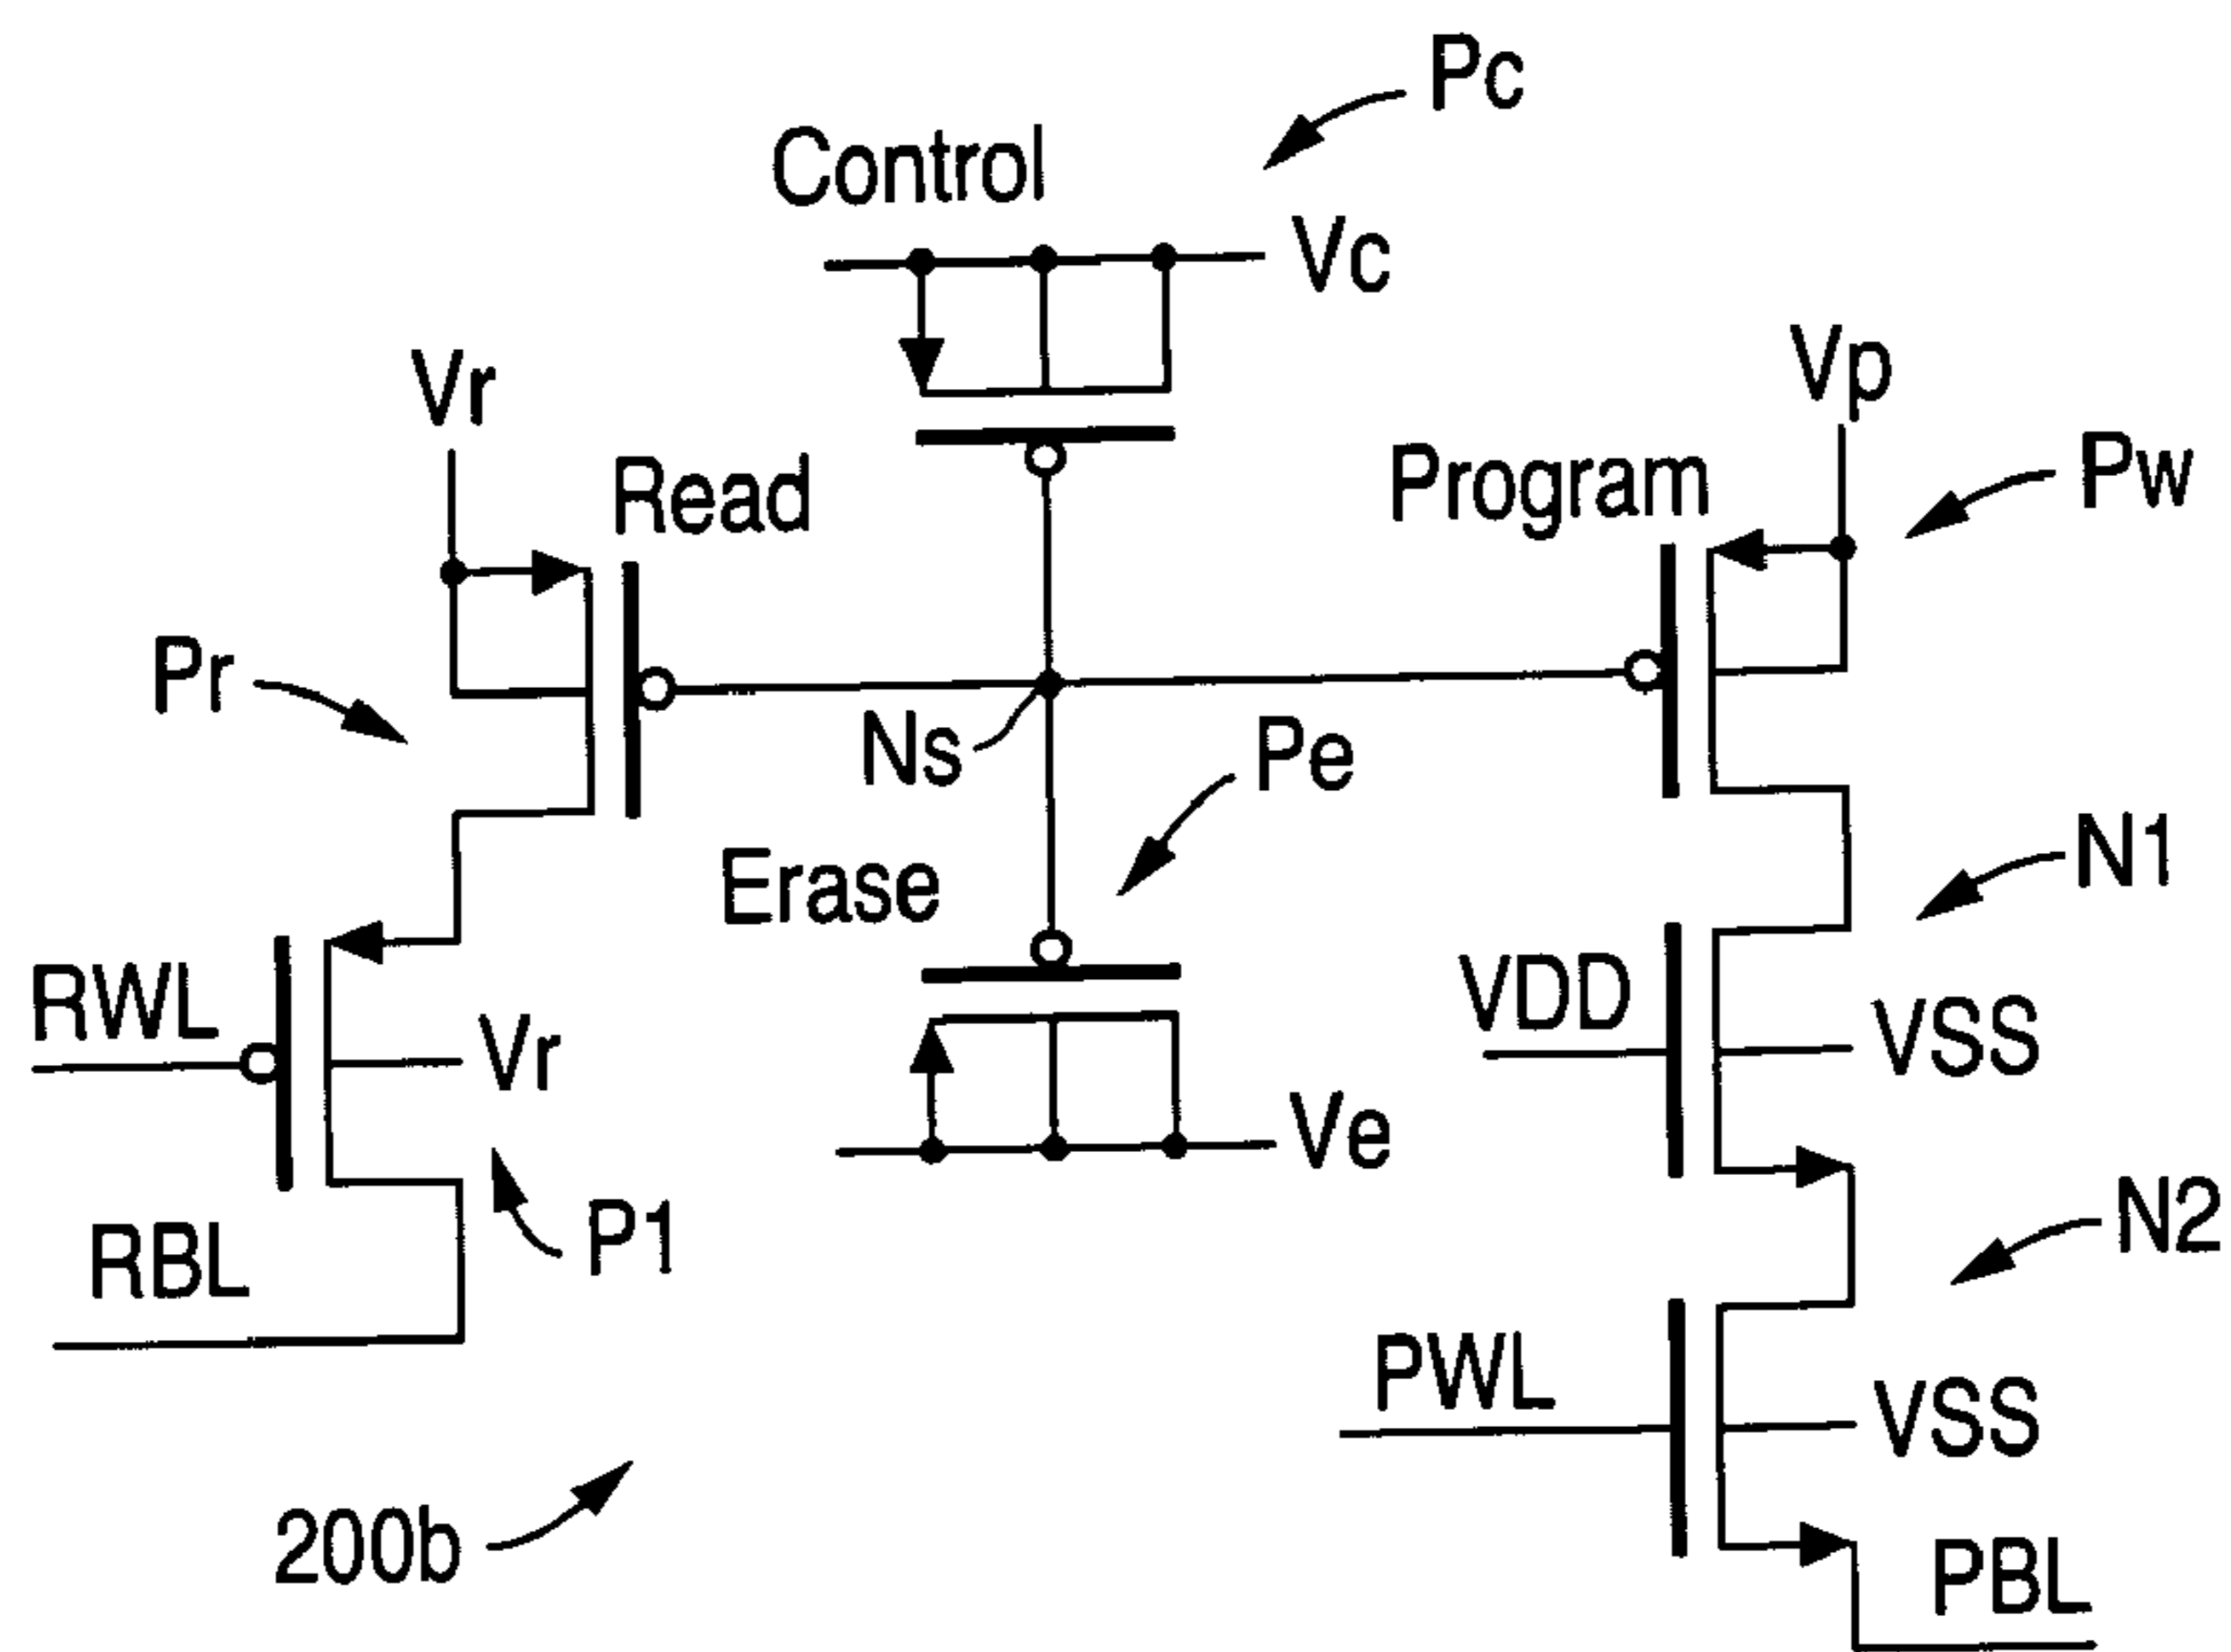 Pc
Control
Vc
Vr
Vp
Read
Program
Pw
Pr
Ns
Pe
N1
Erase
RWL
Vr
VDD
VSS
Ve
N2
P1
RBL
PWL
VSS
200b
PBL